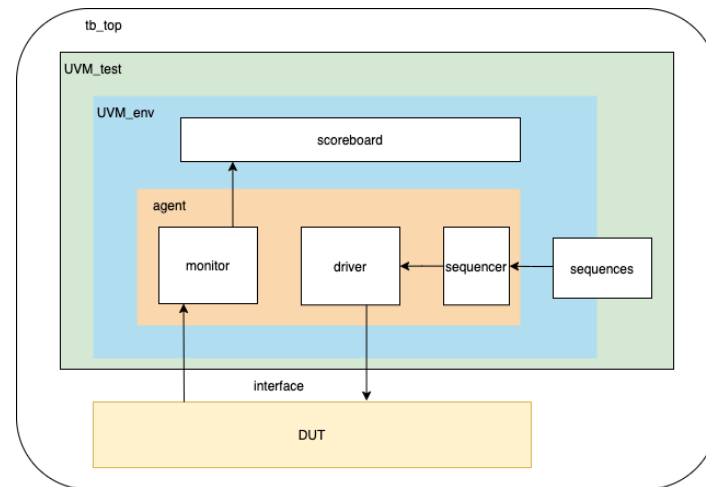 tb_top
UVM_test
UVM_env
scoreboard
agent
monitor
driver
sequencer
sequences
interface
DUT